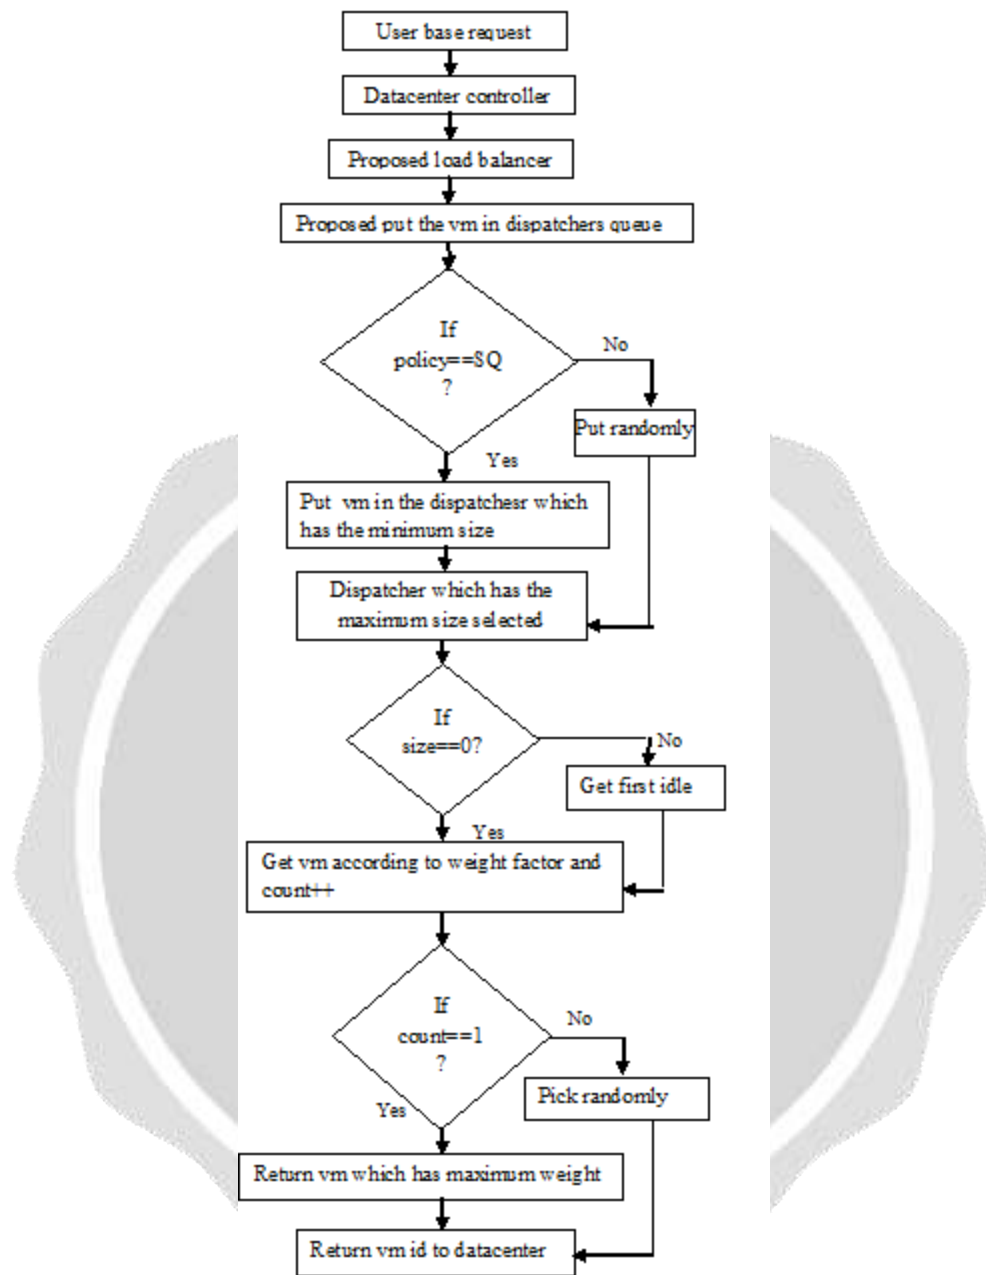 User base request
Datacenter controller
Proposed load balancer
Proposed put the vm in dispatchers queue
If
policy==SQ
?
No
Put randomly
Yes
Put vm in the dispatchesr which
has the minimum size
Dispatcher which has the
maximum size selected
If
size==0?
No
Get first idle
Yes
Get vm according to weight factor and
count++
If
count==1
?
No
Pick randomly
Yes
Return vm which has maximum weight
Return vm id to datacenter